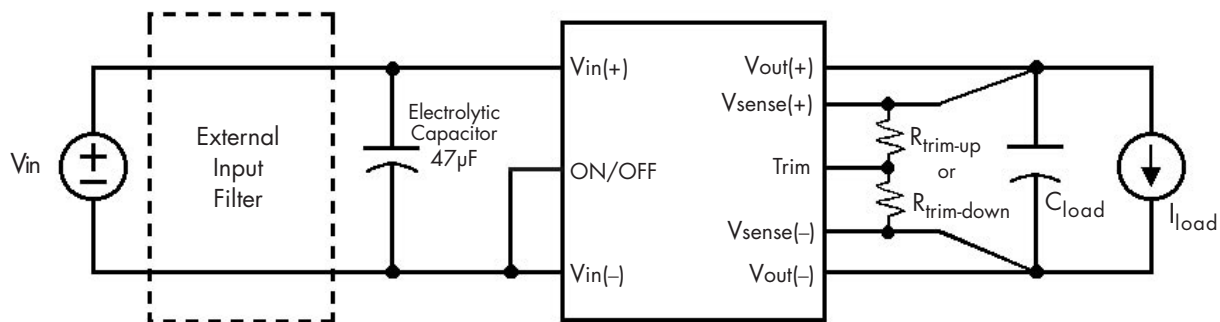 Vin
External
Input
Filter
Electrolytic
Capacitor
47µF
Vin(+)
ON/OFF
Vin(–)
Vout(+)
Vsense(+)
Trim
Vsense(–)
Vout(–)
Rtrim-up
or
Rtrim-down
Cload
Iload